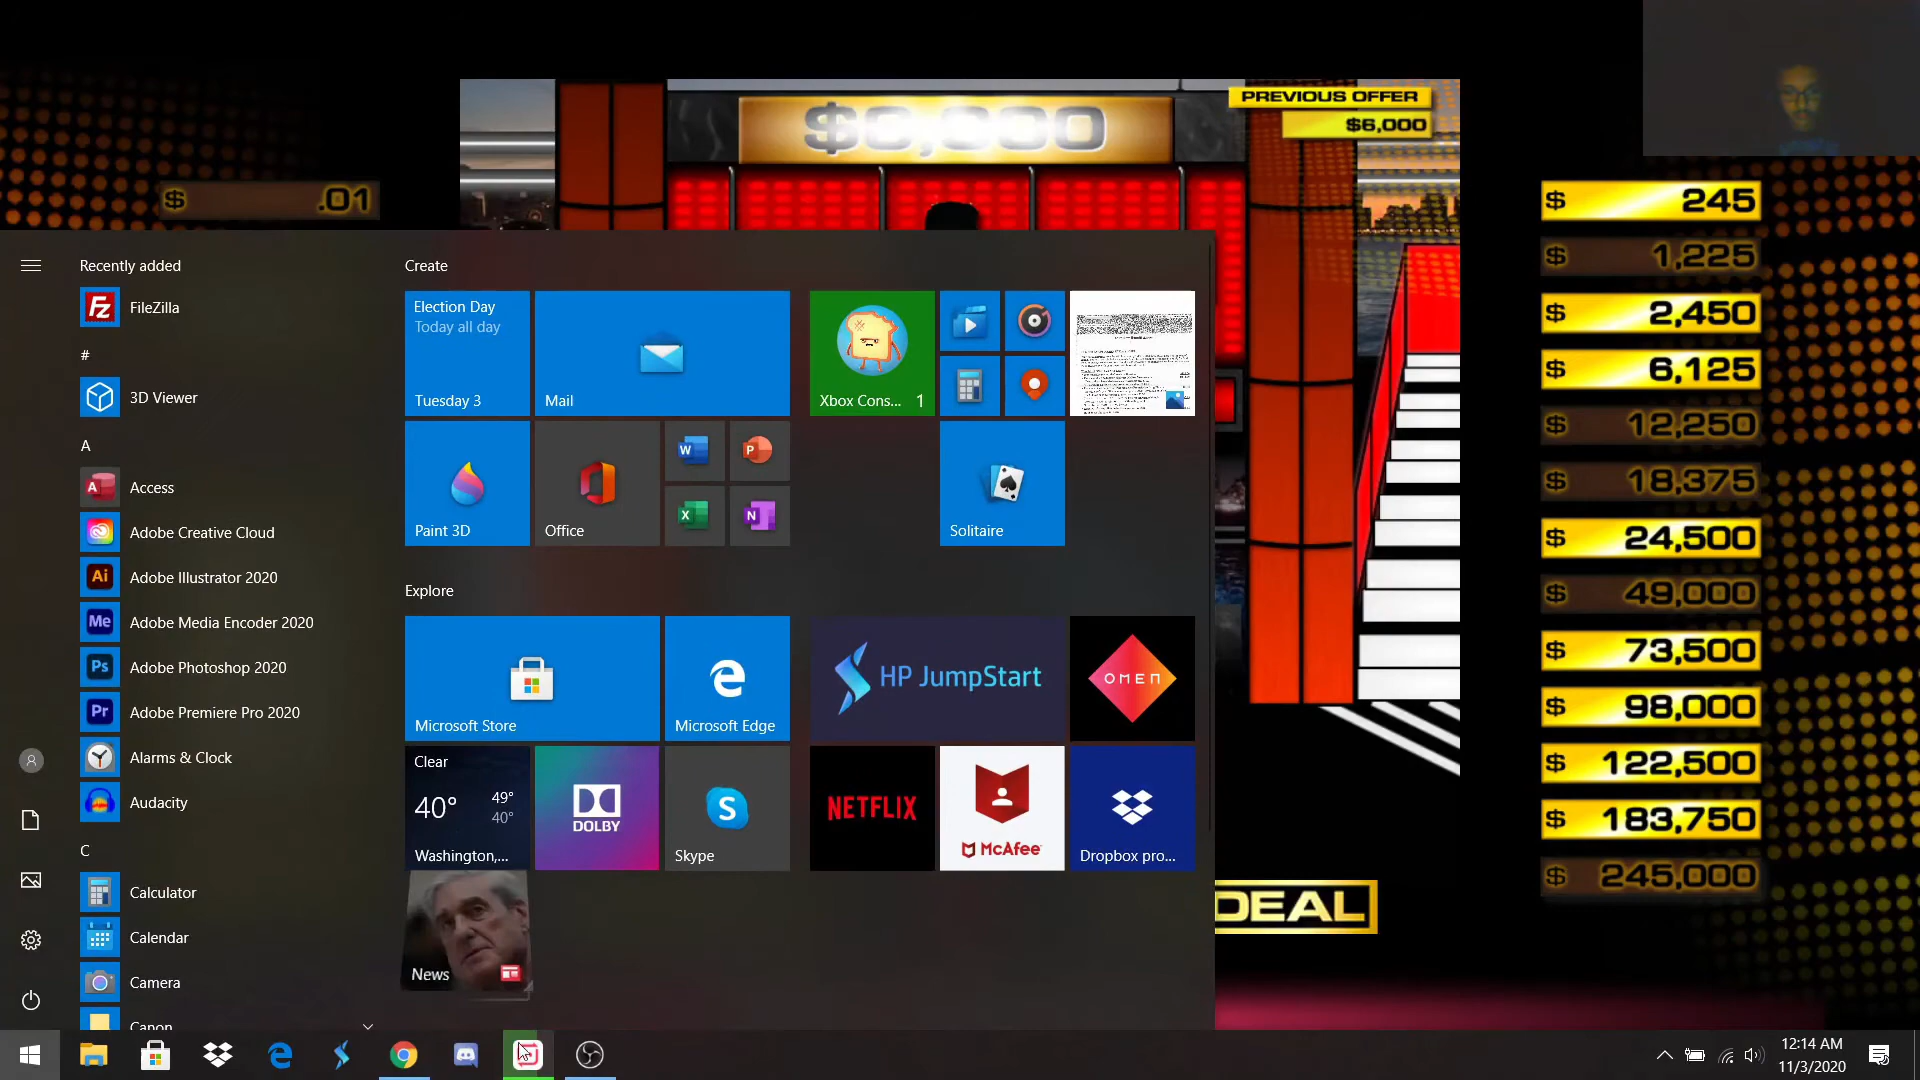 $0,000
PREVIOUS OFFER
$6,000
$ .01
$ 245
$ 1,225
$ 2,450
$ 6,125
$ 12,250
$ 18,375
$ 24,500
$ 49,000
$ 73,500
$ 98,000
$ 122,500
$ 183,750
$ 245,000
DEAL
Recently added
FileZilla
#
3D Viewer
A
Access
Adobe Creative Cloud
Adobe Illustrator 2020
Adobe Media Encoder 2020
Adobe Photoshop 2020
Adobe Premiere Pro 2020
Alarms & Clock
Audacity
C
Calculator
Calendar
Camera
Canon
Create
Election Day
Today all day
Tuesday 3
Mail
Xbox Cons... 1
Paint 3D
Office
Solitaire
Explore
Microsoft Store
Microsoft Edge
HP JumpStart
OMEN
Clear
40° 49°
40°
Washington,...
DOLBY
Skype
NETFLIX
McAfee
Dropbox pro...
News
12:14 AM
11/3/2020